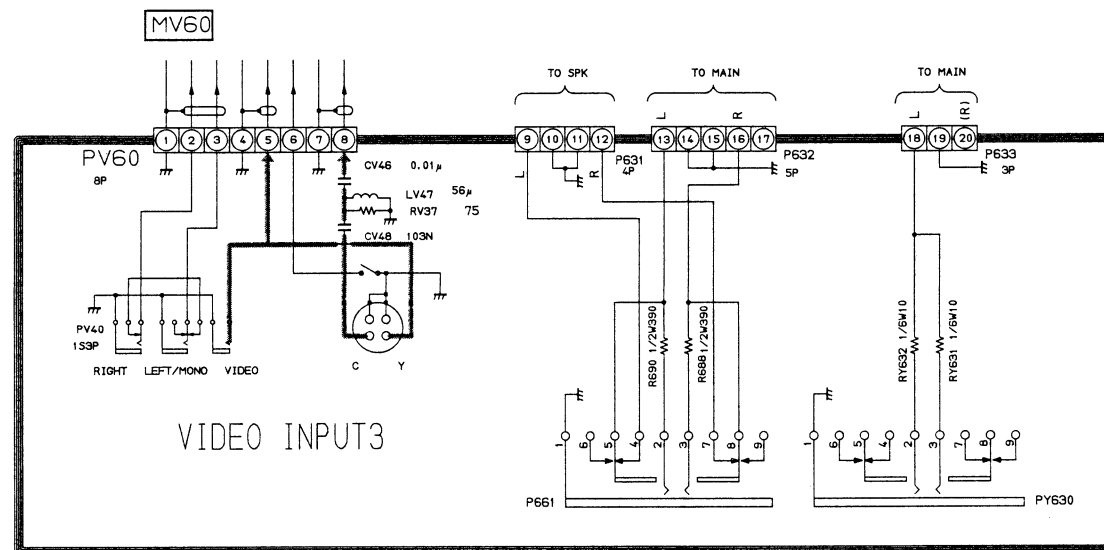 MV60
TO SPK
TO MAIN
TO MAIN
L
R
L
(R)
1 2 3 4 5 6 7 8
9 10 11 12
13 14 15 16 17
18 19 20
PV60
8P
P631
4P
P632
5P
P633
3P
L
R
CV46 0.01μ
LV47 56μ
RV37 75
CV48 103N
PV40
1S3P
RIGHT LEFT/MONO VIDEO
C Y
R690 1/2W390
R688 1/2W390
RY632 1/6W10
RY631 1/6W10
VIDEO INPUT3
1 6 5 4 2 3 7 8 9
1 6 5 4 2 3 7 8 9
P661
PY630